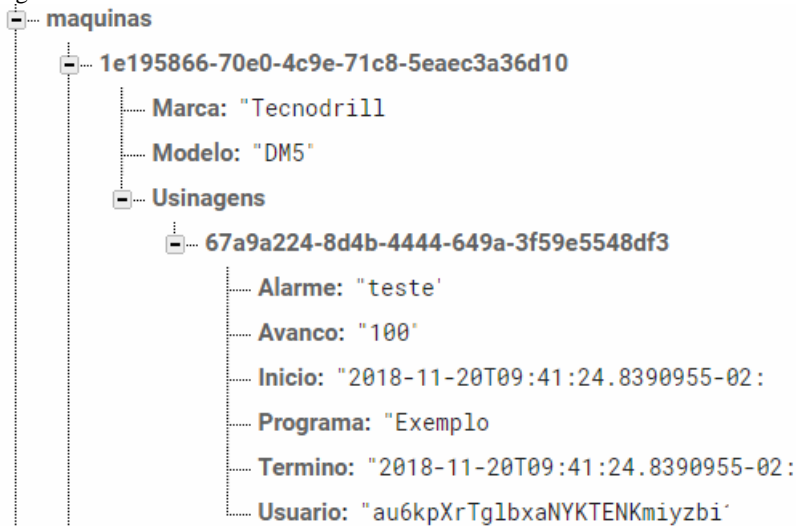 maquinas
1e195866-70e0-4c9e-71c8-5eaec3a36d10
Marca: "Tecnodrill
Modelo: "DM5"
Usinagens
67a9a224-8d4b-4444-649a-3f59e5548df3
Alarme: "teste'
Avanco: "100"
Inicio: "2018-11-20T09:41:24.8390955-02:
Programa: "Exemplo
Termino: "2018-11-20T09:41:24.8390955-02:
Usuario: "au6kpXrTglbxaNYKTENKmiyzbi'